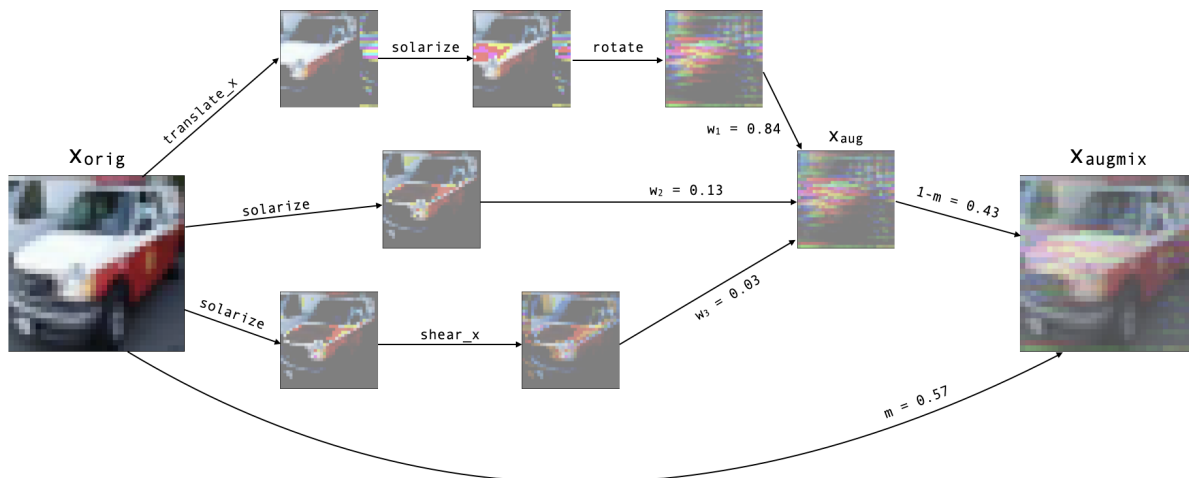 solarize
rotate
translate_x
w₁ = 0.84
xorig
xaug
xaugmix
solarize
w₂ = 0.13
1-m = 0.43
solarize
shear_x
w₃ = 0.03
m = 0.57